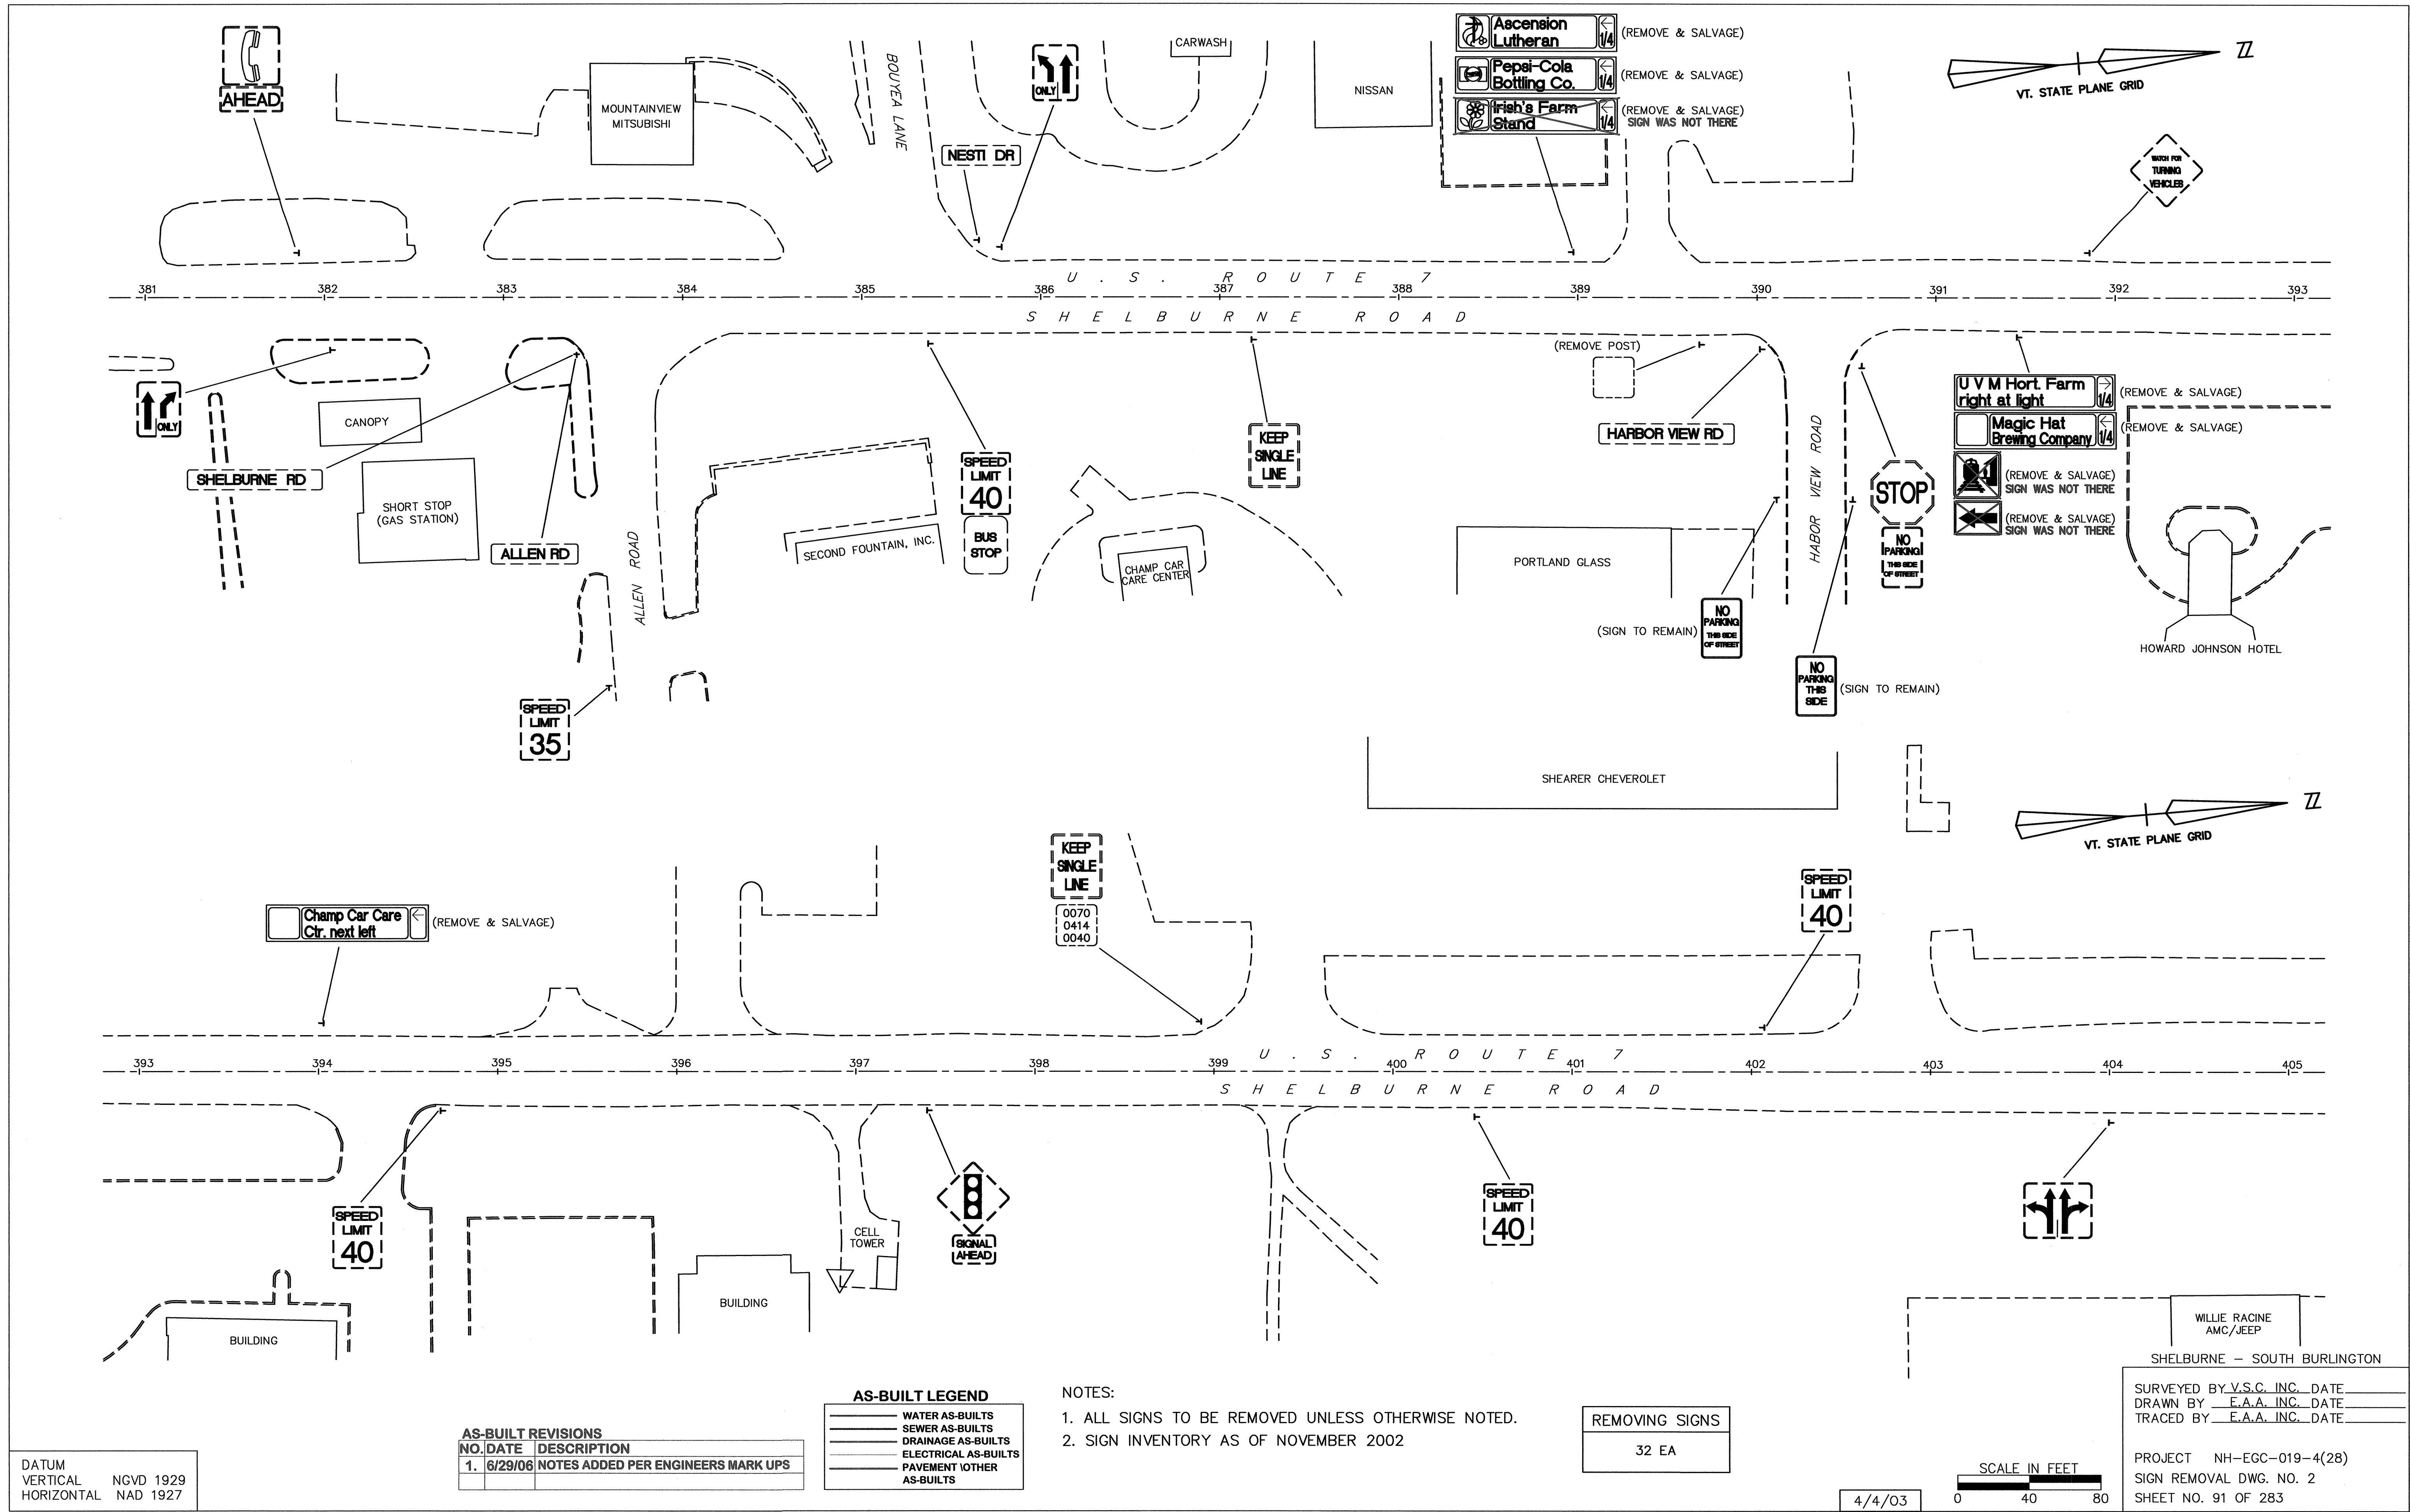 AHEAD
MOUNTAINVIEW
MITSUBISHI
BOUYEA LANE
ONLY
NESTI DR
CARWASH
NISSAN
Ascension
Lutheran
1/4
(REMOVE & SALVAGE)
Pepsi-Cola
Bottling Co.
1/4
(REMOVE & SALVAGE)
Irish's Farm
Stand
1/4
(REMOVE & SALVAGE)
SIGN WAS NOT THERE
VT. STATE PLANE GRID
WATCH FOR
TURNING
VEHICLES
U. S. ROUTE 7
381 382 383 384 385 386 387 388 389 390 391 392 393
SHELBURNE ROAD
ONLY
CANOPY
SHELBURNE RD
SHORT STOP
(GAS STATION)
ALLEN RD
ALLEN ROAD
SPEED
LIMIT
35
SECOND FOUNTAIN, INC.
SPEED
LIMIT
40
BUS
STOP
CHAMP CAR
CARE CENTER
KEEP
SINGLE
LINE
(REMOVE POST)
HARBOR VIEW RD
PORTLAND GLASS
HABOR VIEW ROAD
(SIGN TO REMAIN)
NO
PARKING
THIS SIDE
OF STREET
NO
PARKING
THIS
SIDE
(SIGN TO REMAIN)
STOP
NO
PARKING
THIS SIDE
OF STREET
U V M Hort. Farm
right at light
1/4
(REMOVE & SALVAGE)
Magic Hat
Brewing Company
1/4
(REMOVE & SALVAGE)
(REMOVE & SALVAGE)
SIGN WAS NOT THERE
(REMOVE & SALVAGE)
SIGN WAS NOT THERE
HOWARD JOHNSON HOTEL
SHEARER CHEVEROLET
VT. STATE PLANE GRID
Champ Car Care
Ctr. next left
(REMOVE & SALVAGE)
KEEP
SINGLE
LINE
0070
0414
0040
SPEED
LIMIT
40
U. S. ROUTE 7
393 394 395 396 397 398 399 400 401 402 403 404 405
SHELBURNE ROAD
SPEED
LIMIT
40
BUILDING
BUILDING
CELL
TOWER
SIGNAL
AHEAD
SPEED
LIMIT
40
WILLIE RACINE
AMC/JEEP
SHELBURNE – SOUTH BURLINGTON
SURVEYED BY V.S.C. INC. DATE
DRAWN BY E.A.A. INC. DATE
TRACED BY E.A.A. INC. DATE
PROJECT NH-EGC-019-4(28)
SIGN REMOVAL DWG. NO. 2
SHEET NO. 91 OF 283
DATUM
VERTICAL NGVD 1929
HORIZONTAL NAD 1927
AS-BUILT REVISIONS
NO. DATE DESCRIPTION
1. 6/29/06 NOTES ADDED PER ENGINEERS MARK UPS
AS-BUILT LEGEND
WATER AS-BUILTS
SEWER AS-BUILTS
DRAINAGE AS-BUILTS
ELECTRICAL AS-BUILTS
PAVEMENT \OTHER
AS-BUILTS
NOTES:
1. ALL SIGNS TO BE REMOVED UNLESS OTHERWISE NOTED.
2. SIGN INVENTORY AS OF NOVEMBER 2002
REMOVING SIGNS
32 EA
4/4/03
SCALE IN FEET
0 40 80